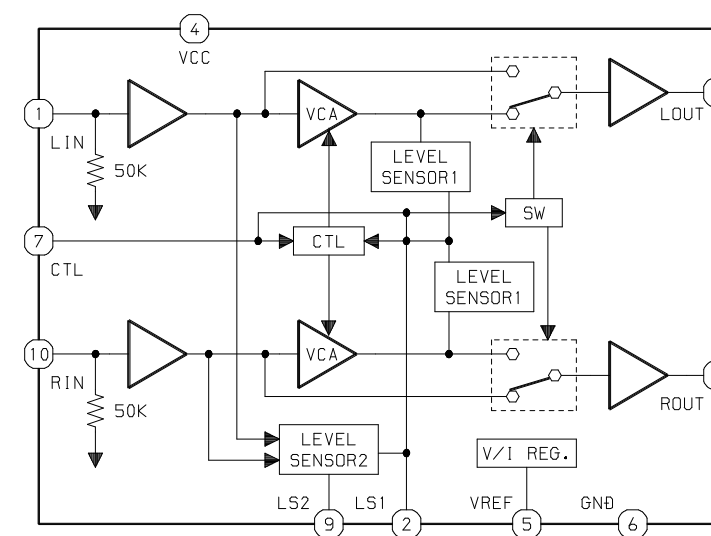 4
VCC
1
LIN
50K
VCA
LEVEL
SENSOR1
LOUT
SW
7
CTL
CTL
LEVEL
SENSOR1
10
RIN
50K
VCA
ROUT
LEVEL
SENSOR2
V/I REG.
LS2
LS1
VREF
GND
9
2
5
6